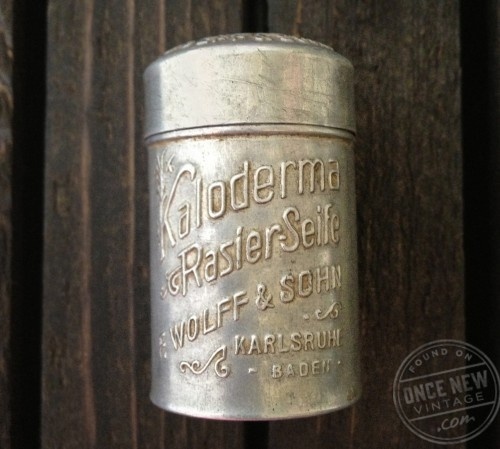 Kaloderma
Rasier Seife
F WOLFF & SOHN
KARLSRUHE
- BADEN -
FOUND ON
ONCE NEW
VINTAGE
.com